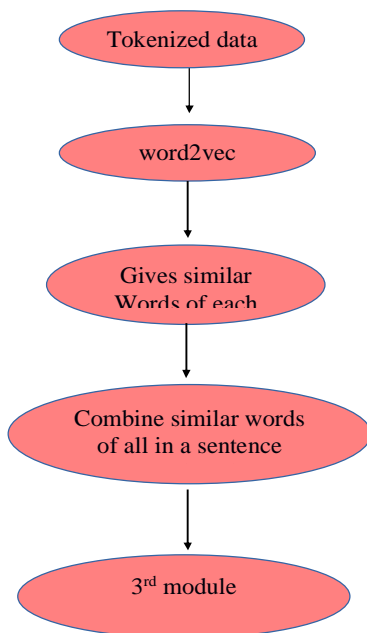 Tokenized data
word2vec
Gives similar
Words of each
Combine similar words
of all in a sentence
3rd module